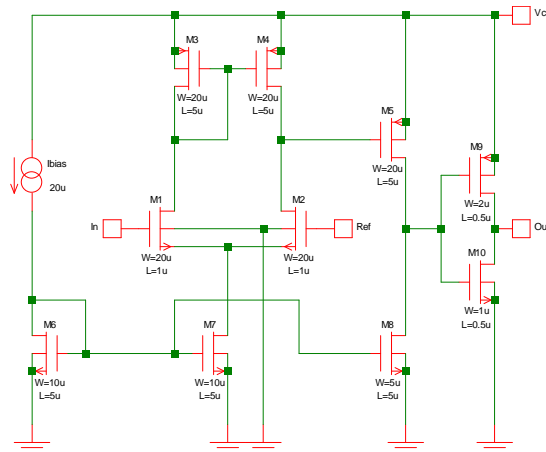 Vc
M3
M4
W=20u
L=5u
W=20u
L=5u
M5
W=20u
L=5u
M9
W=2u
L=0.5u
Ibias
20u
M1
M2
In
Ref
Ou
W=20u
L=1u
W=20u
L=1u
M10
W=1u
L=0.5u
M6
M7
M8
W=10u
L=5u
W=10u
L=5u
W=5u
L=5u